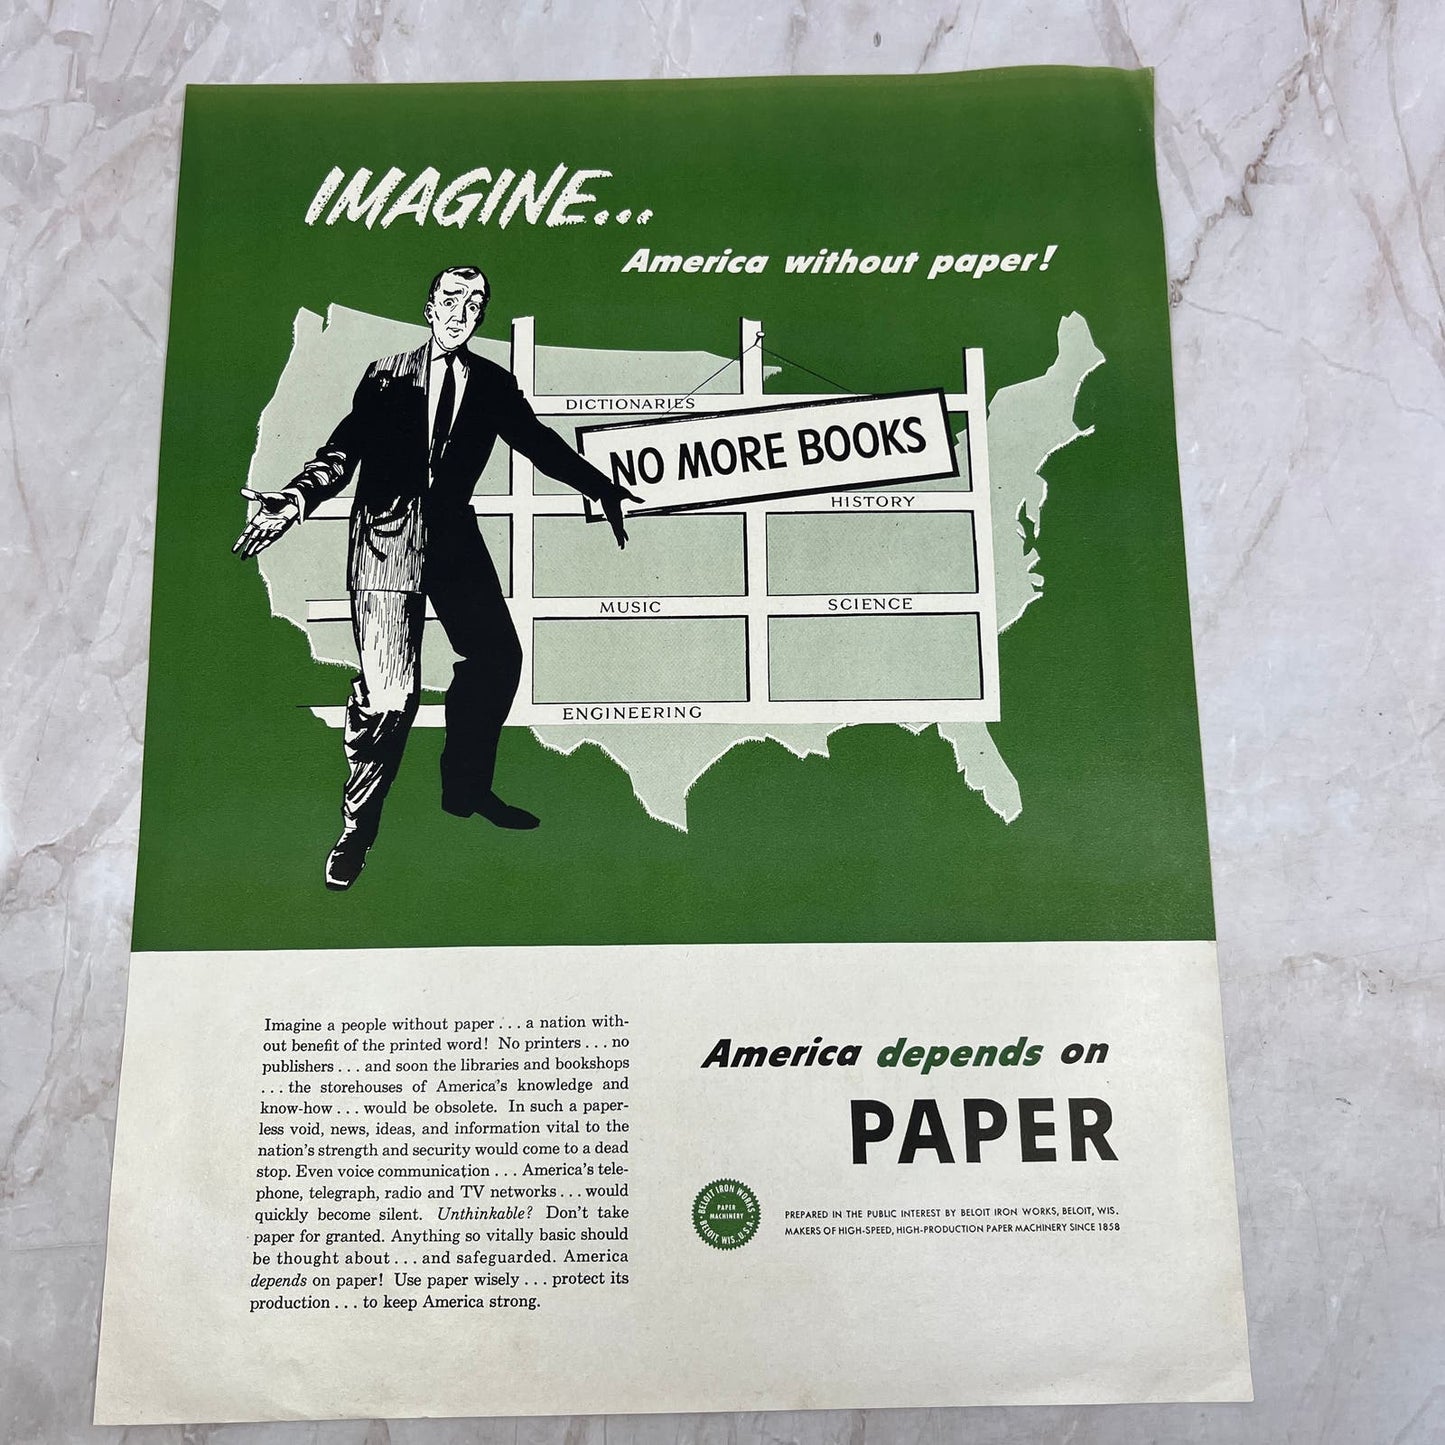 IMAGINE...
America without paper!
DICTIONARIES
NO MORE BOOKS
HISTORY
MUSIC
SCIENCE
ENGINEERING
Imagine a people without paper . . . a nation with-
out benefit of the printed word! No printers . . . no
publishers . . . and soon the libraries and bookshops
. . . the storehouses of America's knowledge and
know-how . . . would be obsolete. In such a paper-
less void, news, ideas, and information vital to the
nation's strength and security would come to a dead
stop. Even voice communication . . . America's tele-
phone, telegraph, radio and TV networks . . . would
quickly become silent. Unthinkable? Don't take
paper for granted. Anything so vitally basic should
be thought about . . . and safeguarded. America
depends on paper! Use paper wisely . . . protect its
production . . . to keep America strong.
America depends on
PAPER
BELOIT IRON WORKS
PAPER
MACHINERY
BELOIT, WIS., U.S.A.
PREPARED IN THE PUBLIC INTEREST BY BELOIT IRON WORKS, BELOIT, WIS.
MAKERS OF HIGH-SPEED, HIGH-PRODUCTION PAPER MACHINERY SINCE 1858